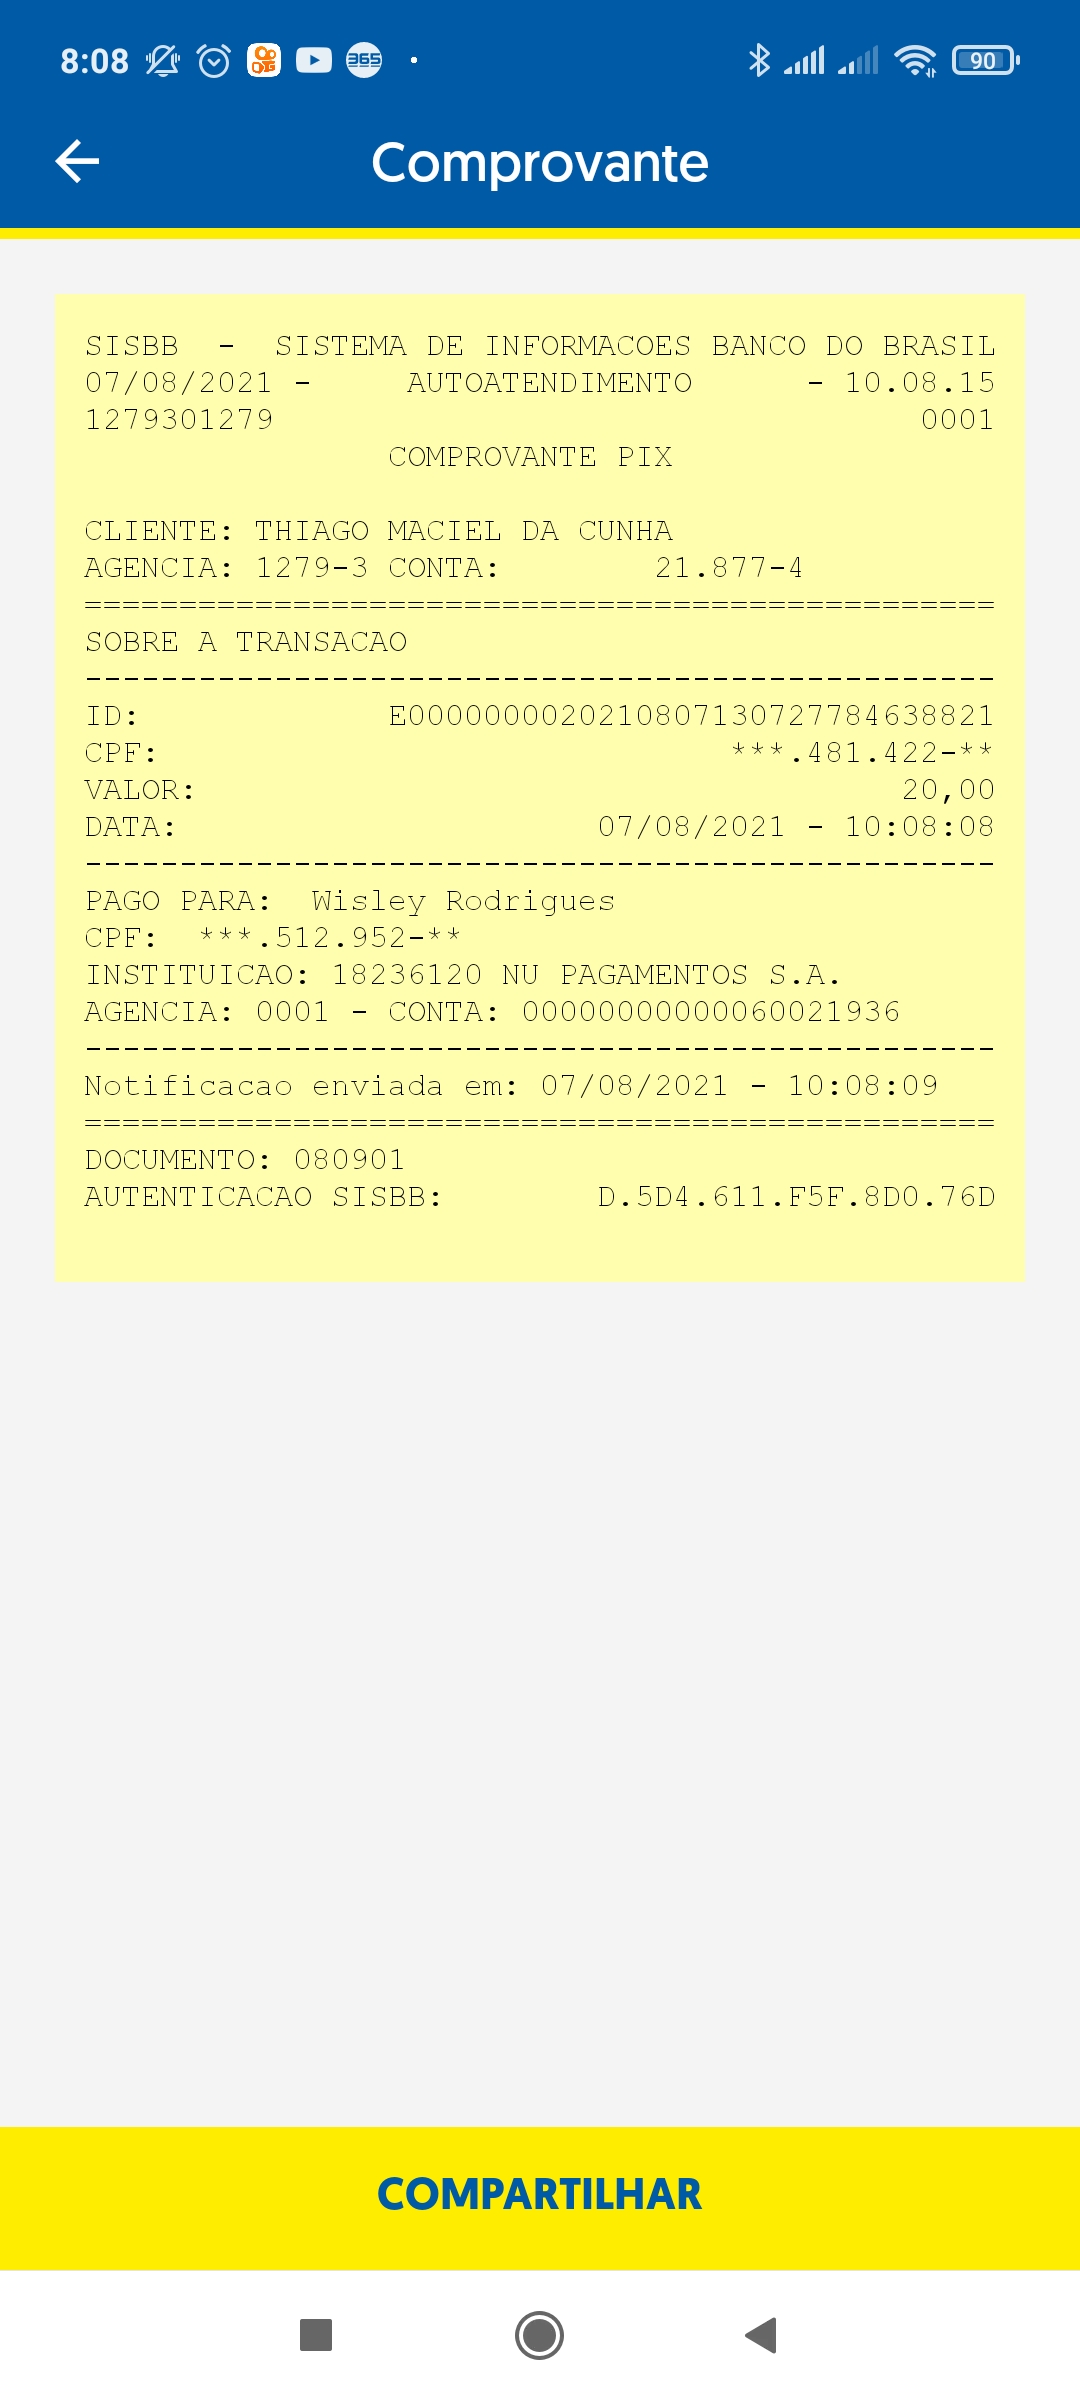 8:08 365 90
Comprovante
SISBB - SISTEMA DE INFORMACOES BANCO DO BRASIL
07/08/2021 - AUTOATENDIMENTO - 10.08.15
1279301279 0001
COMPROVANTE PIX
CLIENTE: THIAGO MACIEL DA CUNHA
AGENCIA: 1279-3 CONTA: 21.877-4
================================================
SOBRE A TRANSACAO
------------------------------------------------
ID: E0000000020210807130727784638821
CPF: ***.481.422-**
VALOR: 20,00
DATA: 07/08/2021 - 10:08:08
------------------------------------------------
PAGO PARA: Wisley Rodrigues
CPF: ***.512.952-**
INSTITUICAO: 18236120 NU PAGAMENTOS S.A.
AGENCIA: 0001 - CONTA: 00000000000060021936
------------------------------------------------
Notificacao enviada em: 07/08/2021 - 10:08:09
================================================
DOCUMENTO: 080901
AUTENTICACAO SISBB: D.5D4.611.F5F.8D0.76D
COMPARTILHAR